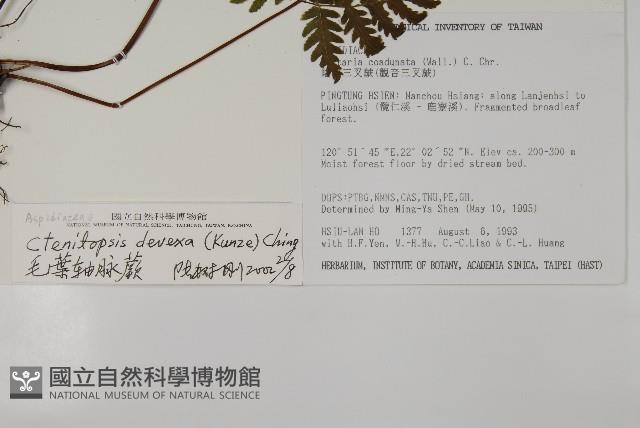 BOTANICAL INVENTORY OF TAIWAN
coadunata (Wall.) C. Chr.
三叉蕨(觀音三叉蕨)
PINGTUNG HSIEN: Manchou Hsiang: along Lanjenhsi to
Luliaohsi (欖仁溪 - 鹿寮溪). Fragmented broadleaf
forest.
120° 51' 45 "E,22° 02' 52 "N. Elev ca. 200-300 m
Moist forest floor by dried stream bed.
DUPS:PTBG,NMNS,CAS,TNU,PE,GH.
Determined by Ming-Ya Shen (May 10, 1995)
HSIU-LAN HO 1377 August 6, 1993
with H.F.Yen, W.-H.Hu, C.-C.Liao & C.-L. Huang
HERBARIUM, INSTITUTE OF BOTANY, ACADEMIA SINICA, TAIPEI (HAST)
Aspidiaceae
國立自然科學博物館
NATIONAL MUSEUM OF NATURAL SCIENCE, TAICHUNG, TAIWAN, R.O.CHINA
Ctenitopsis devexa (Kunze) Ching
毛葉軸脈蕨 2002
國立自然科學博物館
NATIONAL MUSEUM OF NATURAL SCIENCE